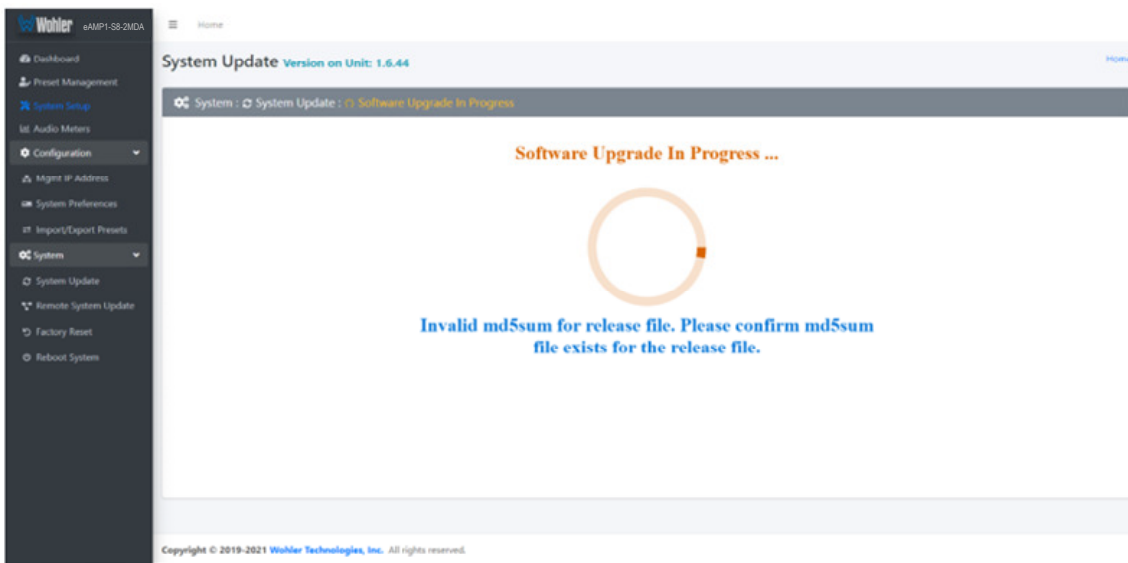 Wohler eAMP1-S8-2MDA
Home
Dashboard
Preset Management
System Setup
Audio Meters
Configuration
Mgmt IP Address
System Preferences
Import/Export Presets
System
System Update
Remote System Update
Factory Reset
Reboot System
System Update Version on Unit: 1.6.44
Home
System : System Update : Software Upgrade In Progress
Software Upgrade In Progress ...
Invalid md5sum for release file. Please confirm md5sum
file exists for the release file.
Copyright © 2019-2021 Wohler Technologies, Inc. All rights reserved.